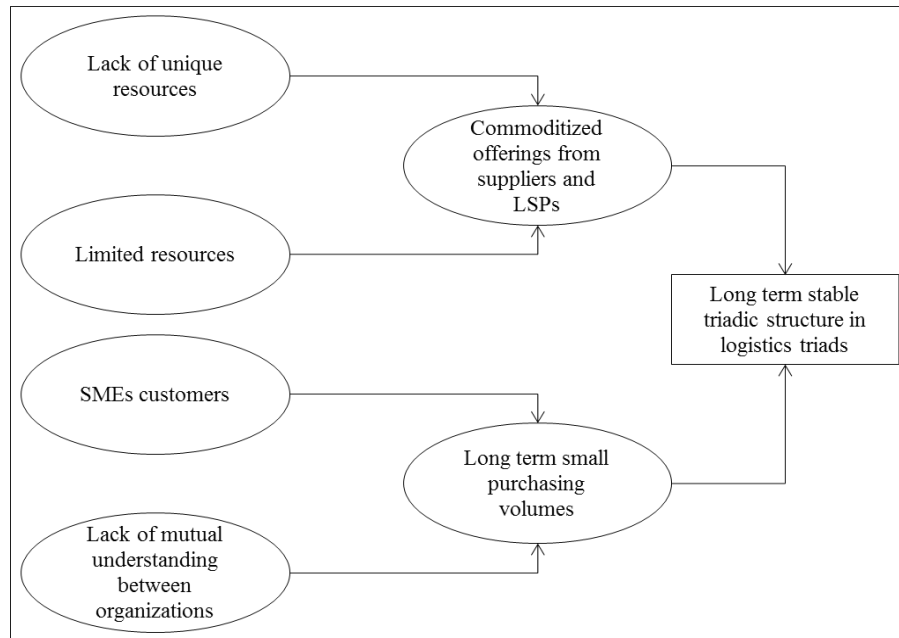 Lack of unique
resources
Commoditized
offerings from
suppliers and
LSPs
Limited resources
Long term stable
triadic structure in
logistics triads
SMEs customers
Long term small
purchasing
volumes
Lack of mutual
understanding
between
organizations